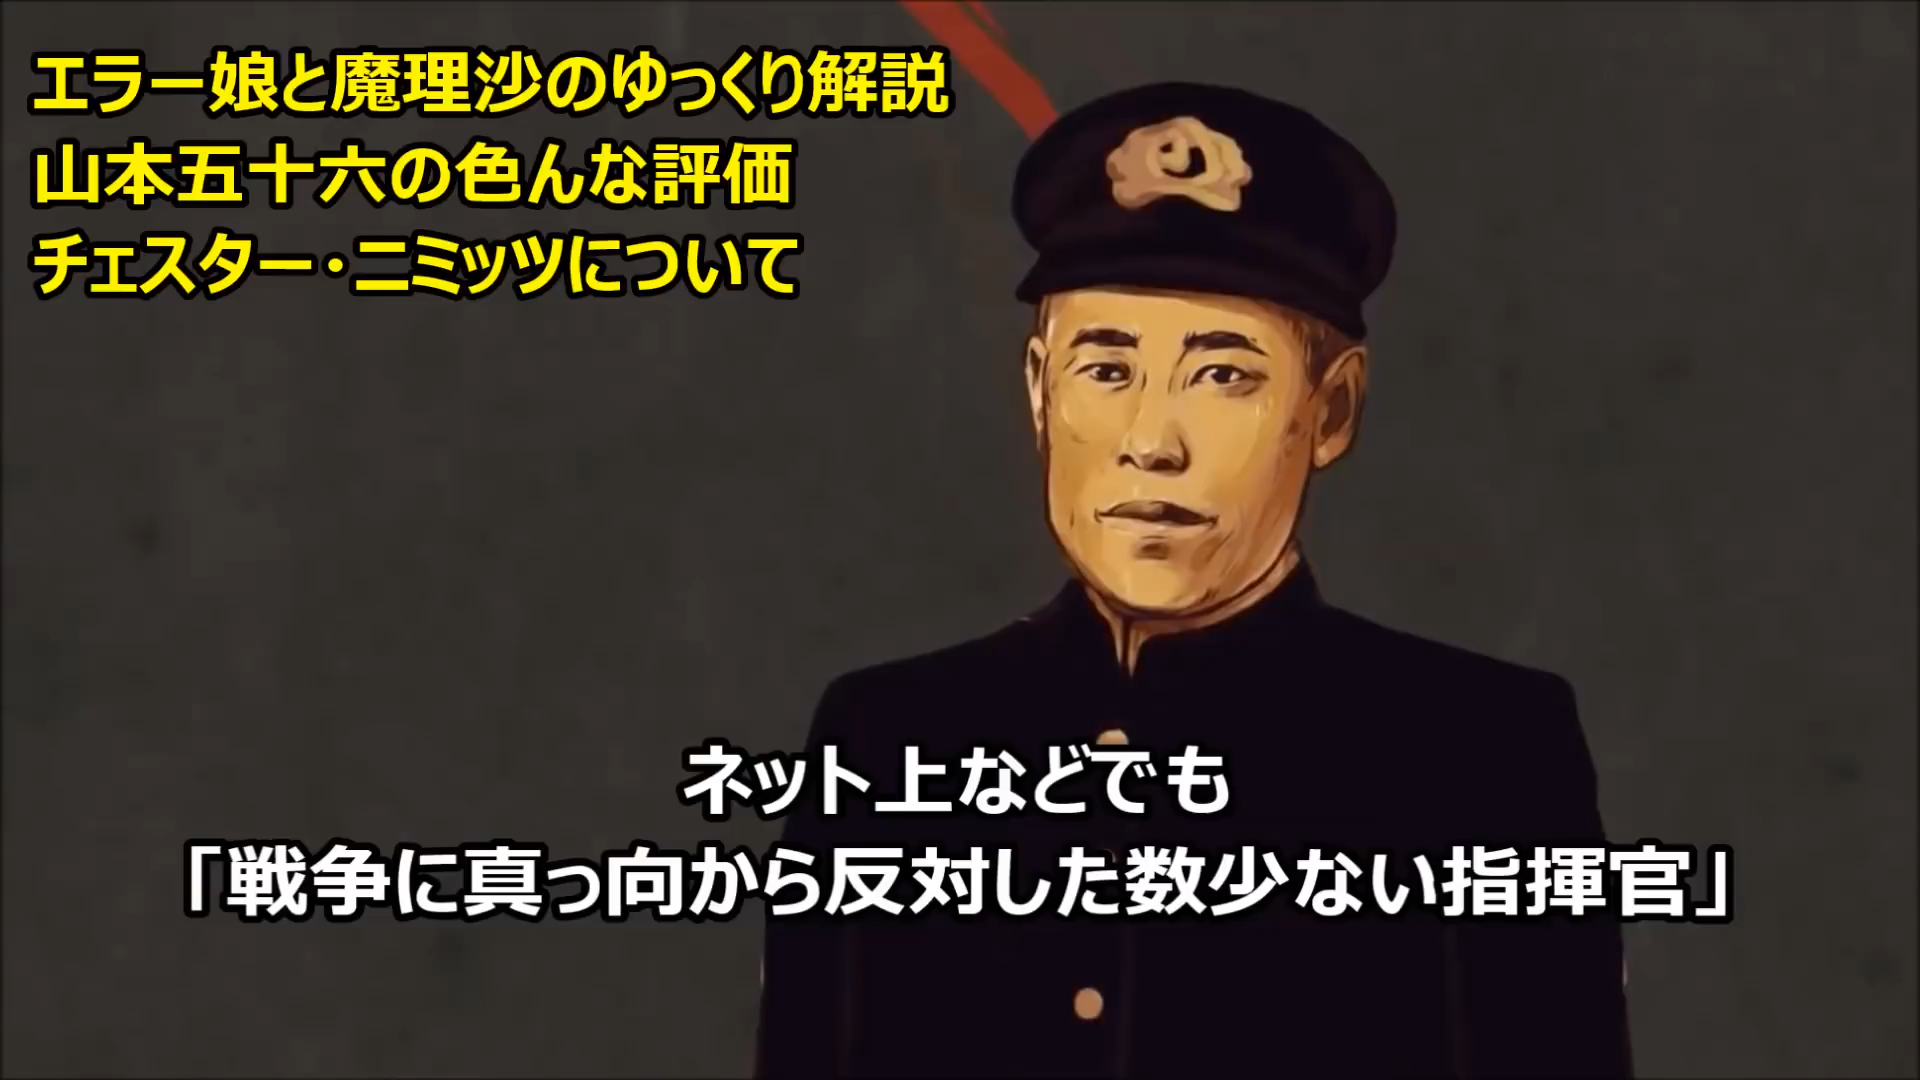 エラー娘と魔理沙のゆっくり解説
山本五十六の色んな評価
チェスター・ニミッツについて
ネット上などでも
「戦争に真っ向から反対した数少ない指揮官」